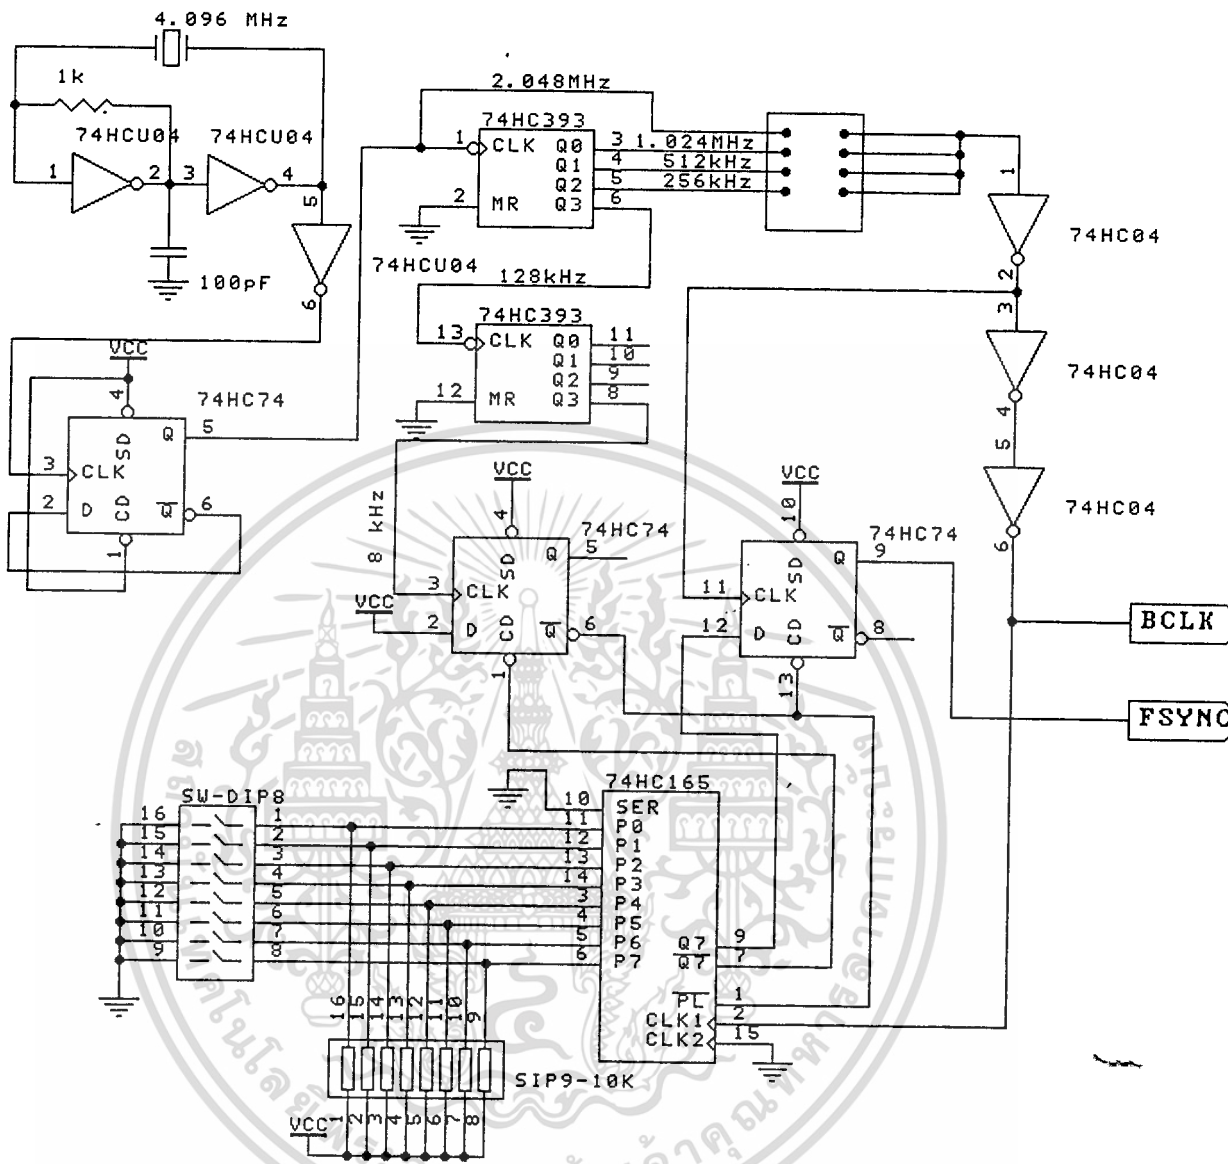 4.096 MHz
1k
74HCU04
74HCU04
1
2
3
4
5
100pF
74HCU04
6
2.048MHz
74HC393
1
CLK
Q0
3
1.024MHz
Q1
4
512kHz
Q2
5
256kHz
2
MR
Q3
6
1
74HC04
2
128kHz
74HC393
13
CLK
Q0
11
Q1
10
Q2
9
12
MR
Q3
8
3
74HC04
4
VCC
4
74HC74
SD
Q
5
3
CLK
2
D
CD
Q
6
1
5
74HC04
6
8 kHz
VCC
4
74HC74
SD
Q
5
3
CLK
VCC
2
D
CD
Q
6
1
VCC
10
74HC74
SD
Q
9
11
CLK
12
D
CD
Q
8
13
BCLK
FSYNC
SW-DIP8
16
1
15
2
14
3
13
4
12
5
11
6
10
7
9
8
74HC165
10
SER
11
P0
12
P1
13
P2
14
P3
3
P4
4
P5
5
P6
6
P7
Q7
9
Q7
7
PL
1
CLK1
2
CLK2
15
16
15
14
13
12
11
10
9
SIP9-10K
VCC
1
2
3
4
5
6
7
8